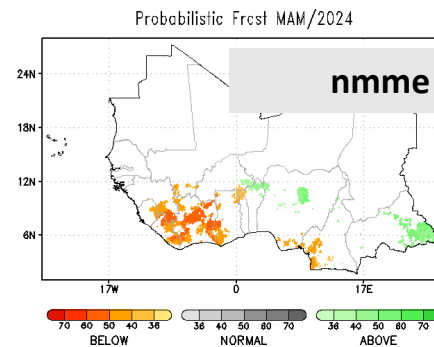 Probabilistic Frcst MAM/2024
nmme
24N
18N
12N
6N
17W 0 17E
70 60 50 40 36 36 40 50 60 70 36 40 50 60 70
BELOW NORMAL ABOVE